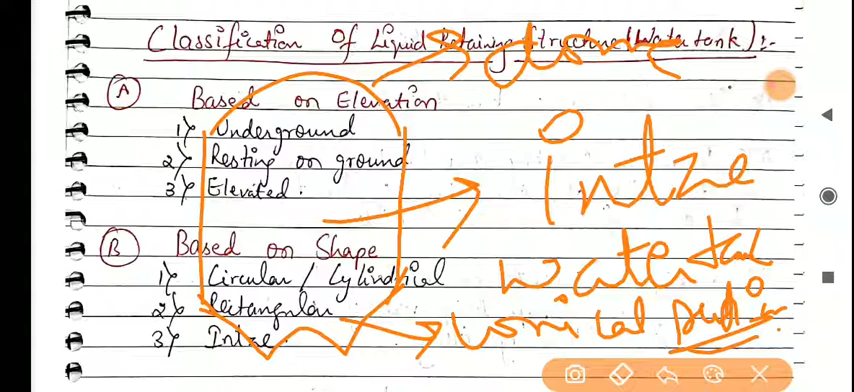 Classification Of Liquid Retaining Structure (Water tank) :-
dome
A Based on Elevation
1) Underground
2) Resting on ground
3) Elevated.
intze
water tank
B Based on Shape
1) Circular / Cylindrical
2) Rectangular
3) Intze
conical